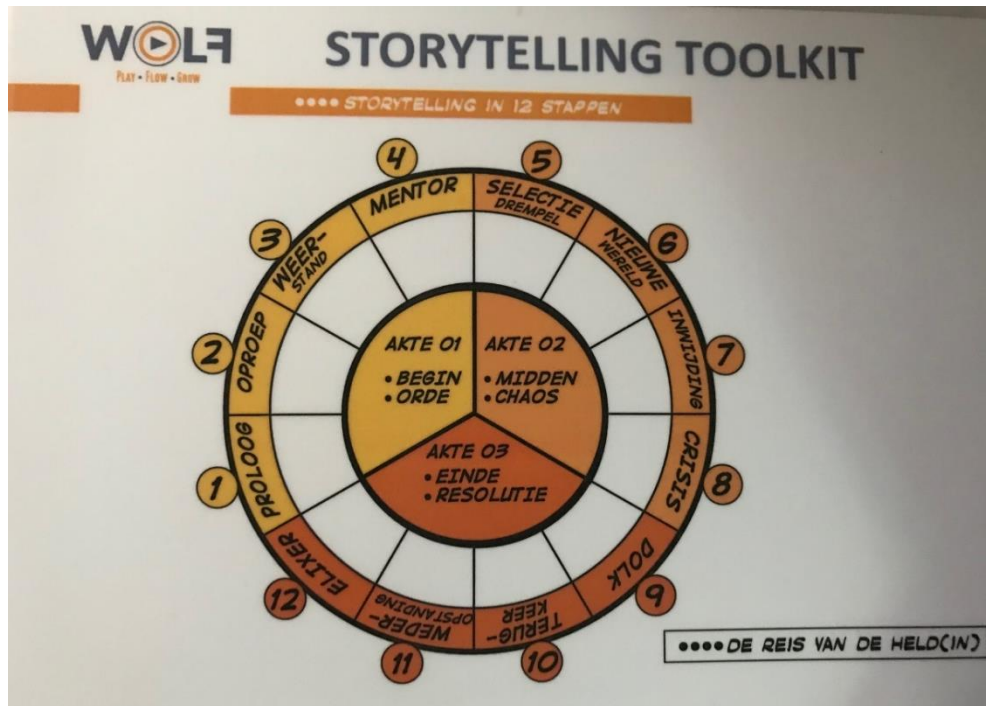 WOLF
PLAY • FLOW • GROW
STORYTELLING TOOLKIT
•••• STORYTELLING IN 12 STAPPEN
1
PROLOOG
2
OPROEP
3
WEER-
STAND
4
MENTOR
5
SELECTIE
DREMPEL
6
NIEUWE
WERELD
7
INWIJDING
8
CRISIS
9
DOLK
10
TERUG-
KEER
11
WEDER-
OPSTANDING
12
ELIXER
AKTE 01
• BEGIN
• ORDE
AKTE 02
• MIDDEN
• CHAOS
AKTE 03
• EINDE
• RESOLUTIE
•••• DE REIS VAN DE HELD(IN)